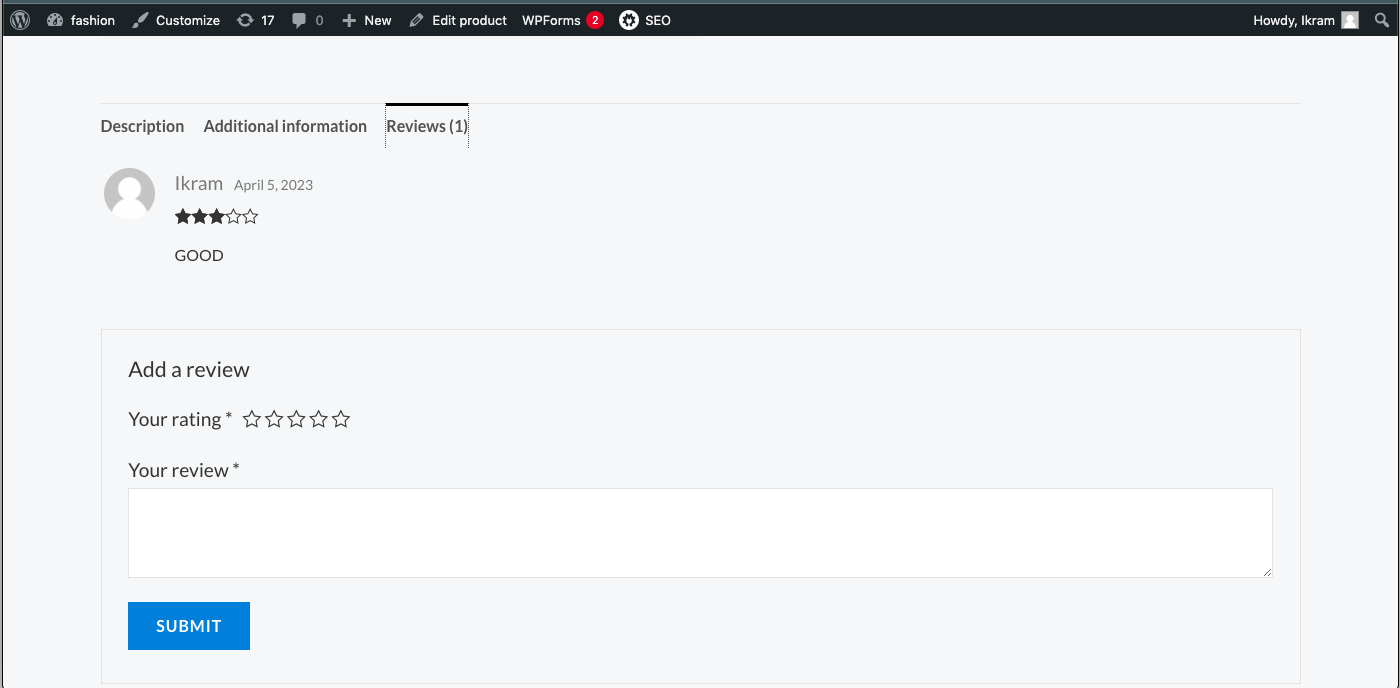 fashion Customize 17 0 New Edit product WPForms 2 SEO Howdy, Ikram
Description Additional information Reviews (1)
Ikram April 5, 2023
GOOD
Add a review
Your rating *
Your review *
SUBMIT